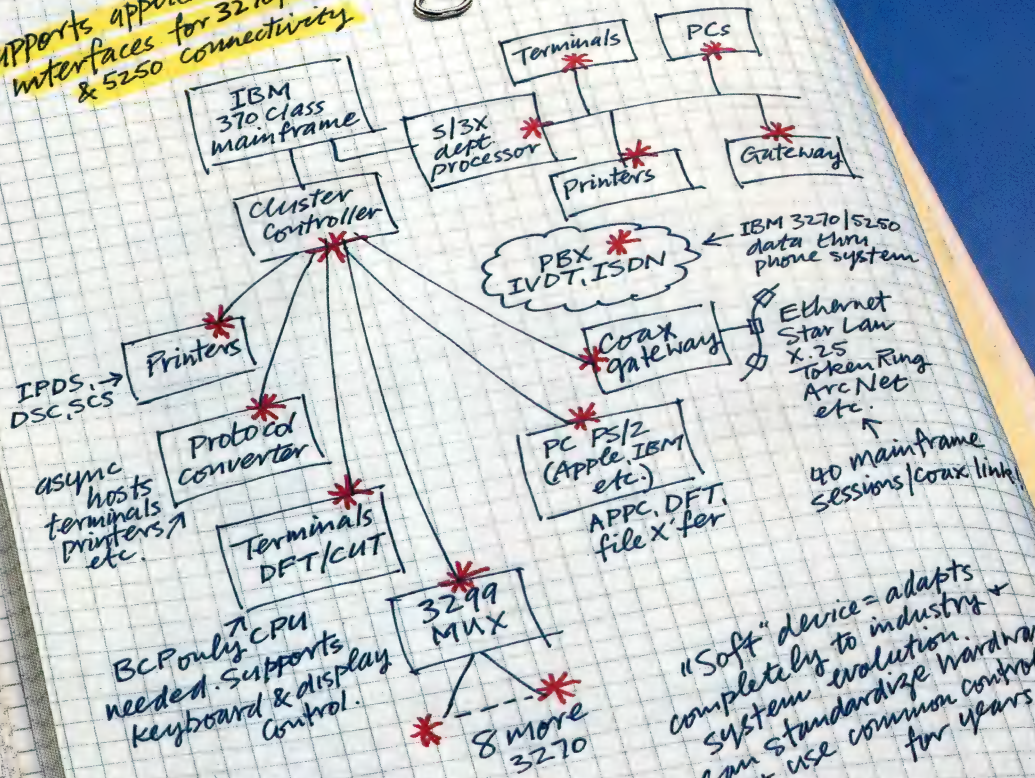 interfaces for 3270
& 5250 connectivity
IBM
370 Class
mainframe
S/3X
dept
processor
Terminals
PCs
Printers
Gateway
Cluster
Controller
PBX
IVDT, ISDN
IBM 3270/5250
data thru
phone system
Coax
gateway
Ethernet
Star Lan
X.25
Token Ring
Arc Net
etc.
40 mainframe
sessions/coax link!
Printers
IPDS,
DSC, SCS
Protocol
Converter
async
hosts
terminals
printers
etc.
Terminals
DFT/CUT
BCP only CPU
needed. Supports
keyboard & display
control.
3299
MUX
8 more
3270
PC PS/2
(Apple, IBM
etc.)
APPC, DFT,
file X'fer
"Soft" device = adapts
completely to industry +
system evolution.
standardize
use common
for years